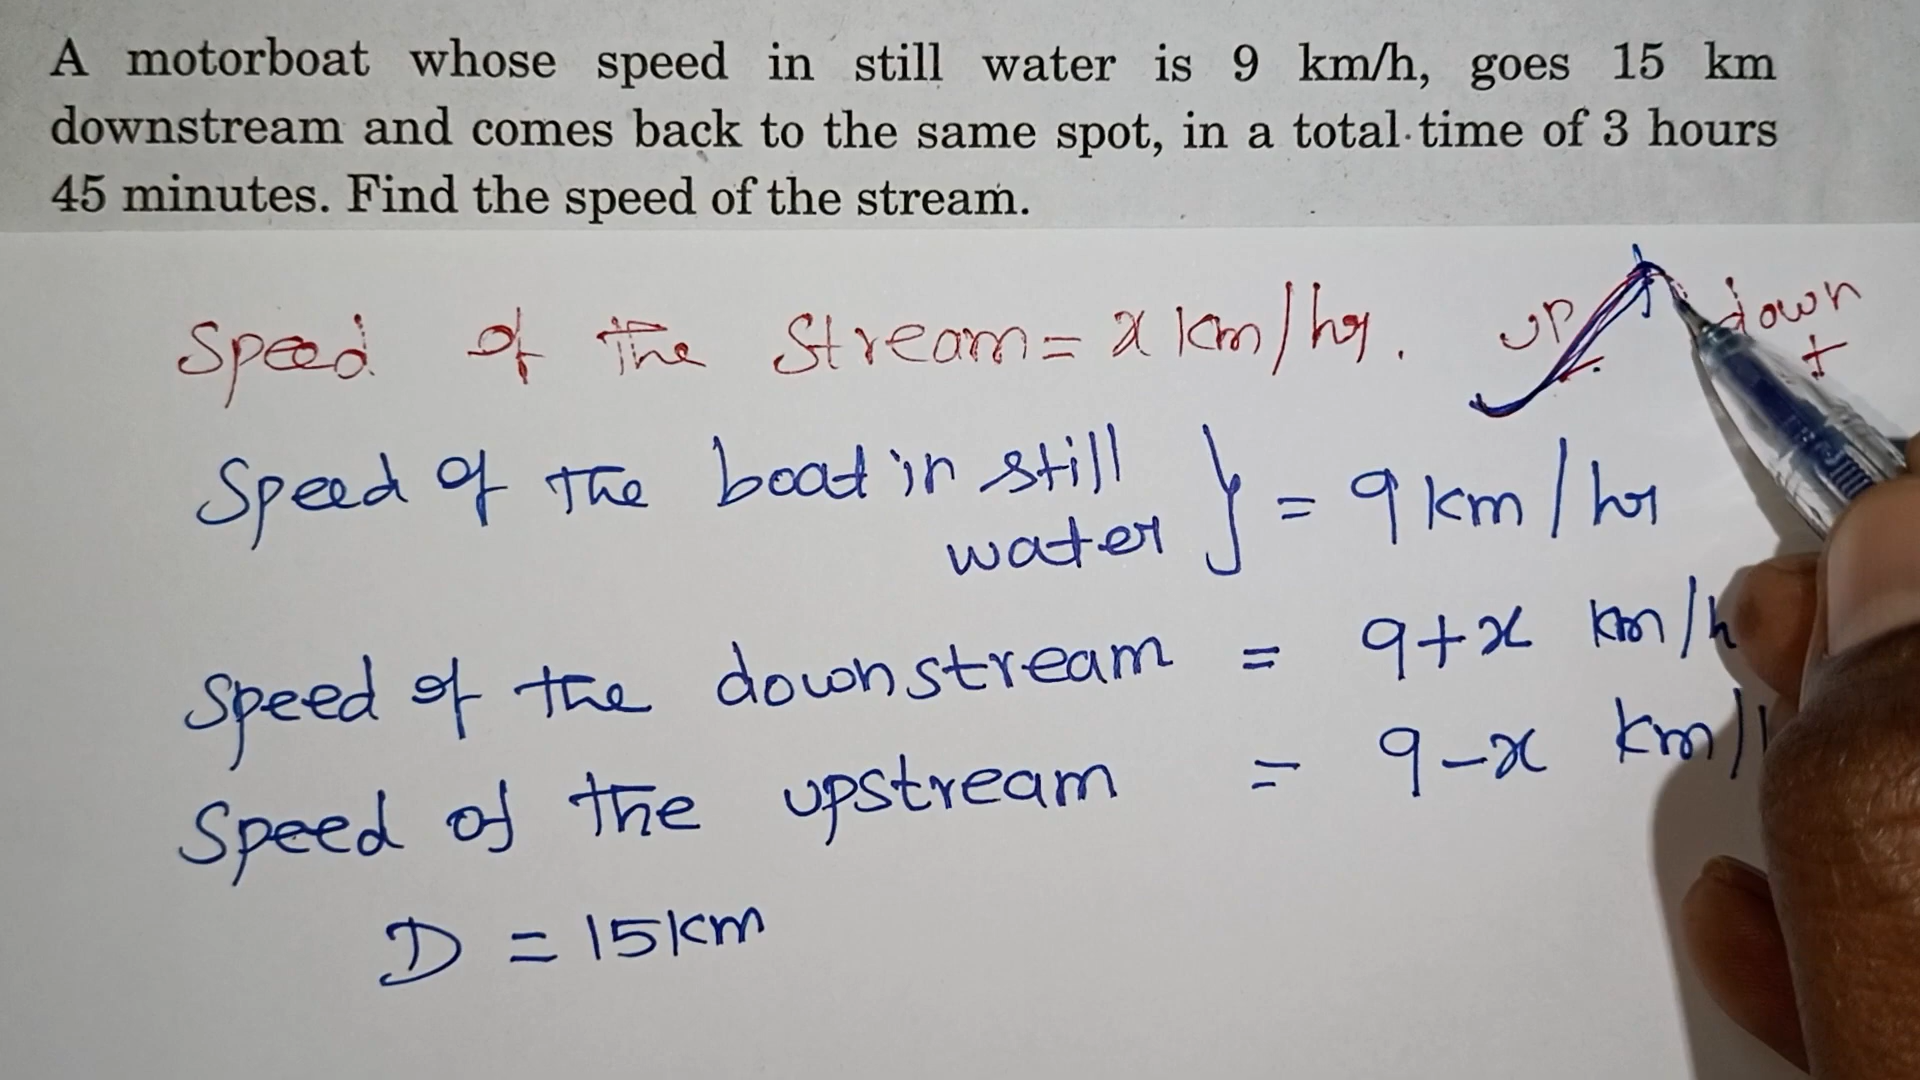 A motorboat whose speed in still water is 9 km/h, goes 15 km
downstream and comes back to the same spot, in a total time of 3 hours
45 minutes. Find the speed of the stream.
Speed of the stream = x km/hr.
up down
- +
Speed of the boat in still
water } = 9 km/hr
Speed of the downstream = 9+x km/h
Speed of the upstream = 9-x km/
D = 15km